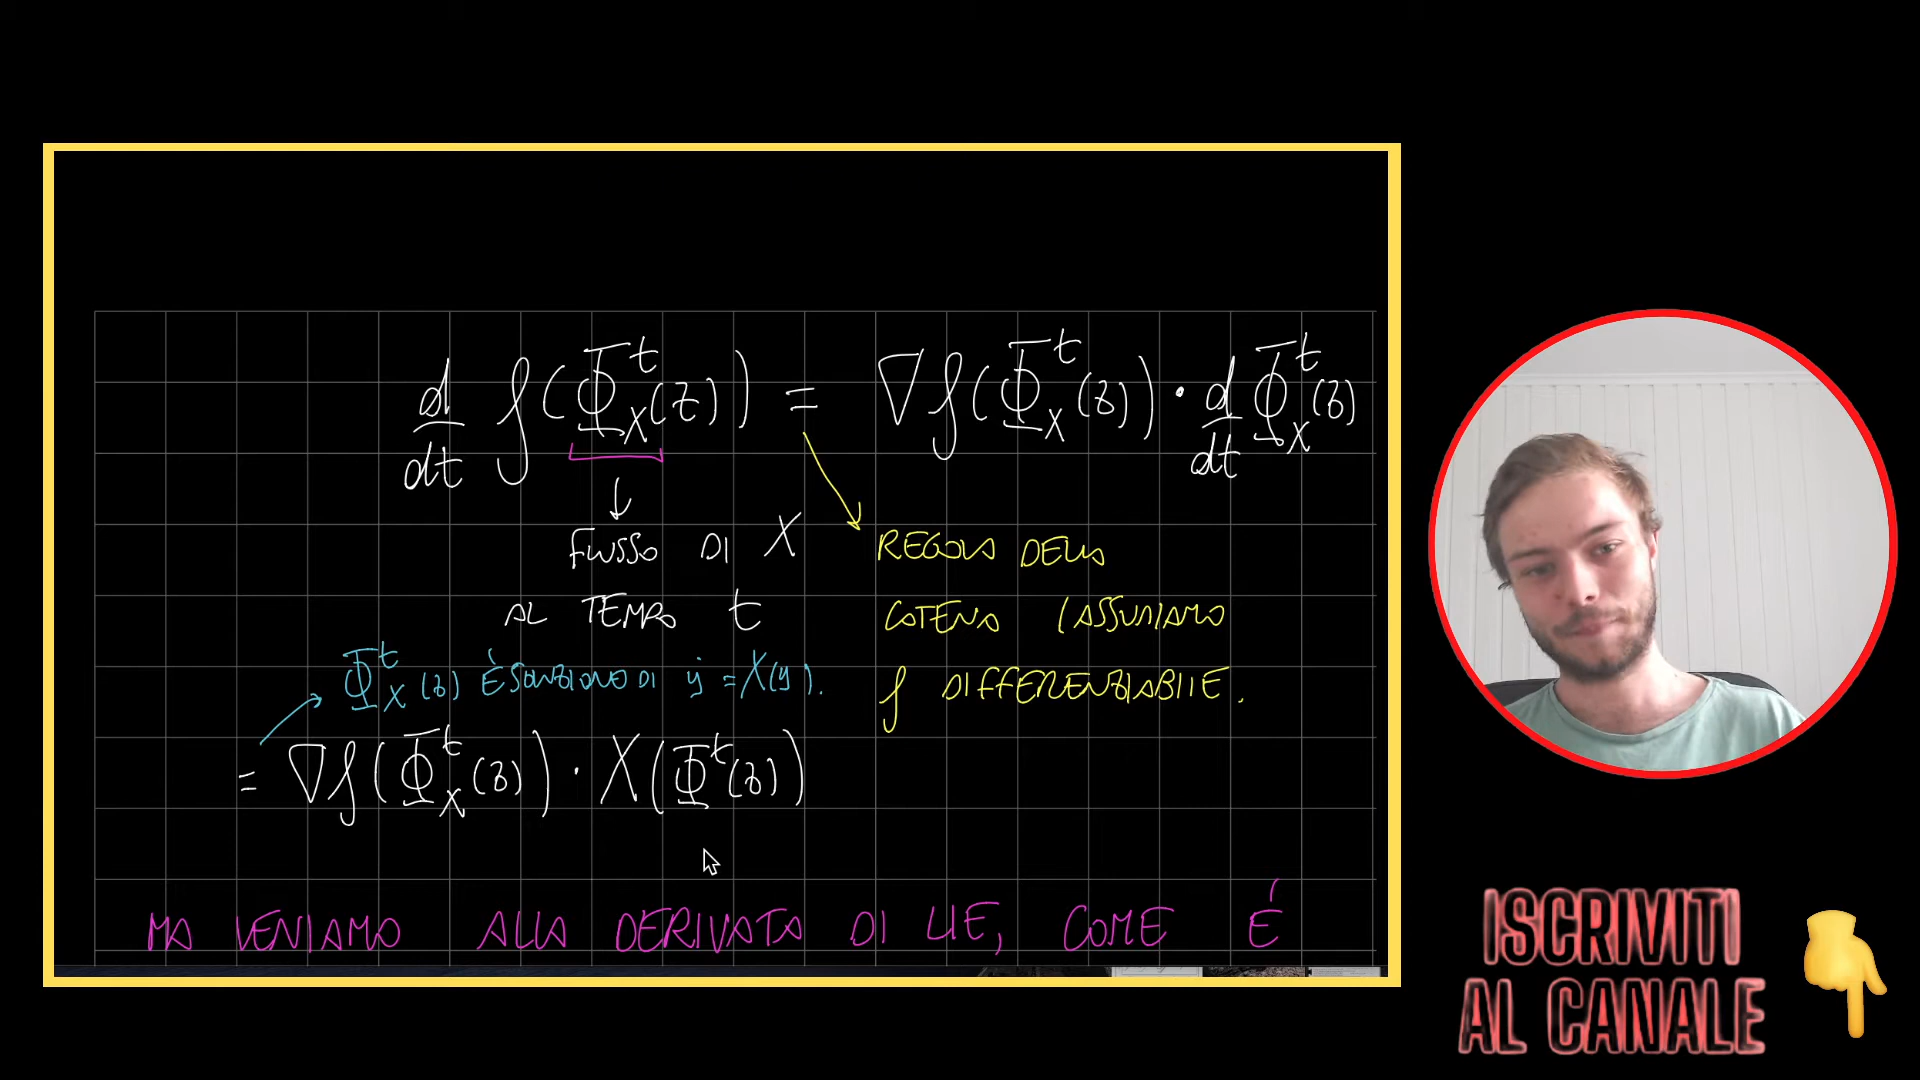 d/dt f(Φ_X^t(z)) = ∇f(Φ_X^t(z)) · d/dt Φ_X^t(z)
FLUSSO DI X
AL TEMPO t
REGOLA DELLA
CATENA (ASSUMIAMO
f DIFFERENZIABILE.
Φ_X^t(z) È SOLUZIONE DI ẏ = X(y).
= ∇f(Φ_X^t(z)) · X(Φ^t(z))
MA VENIAMO ALLA DERIVATA DI LIE, COME É
ISCRIVITI
AL CANALE